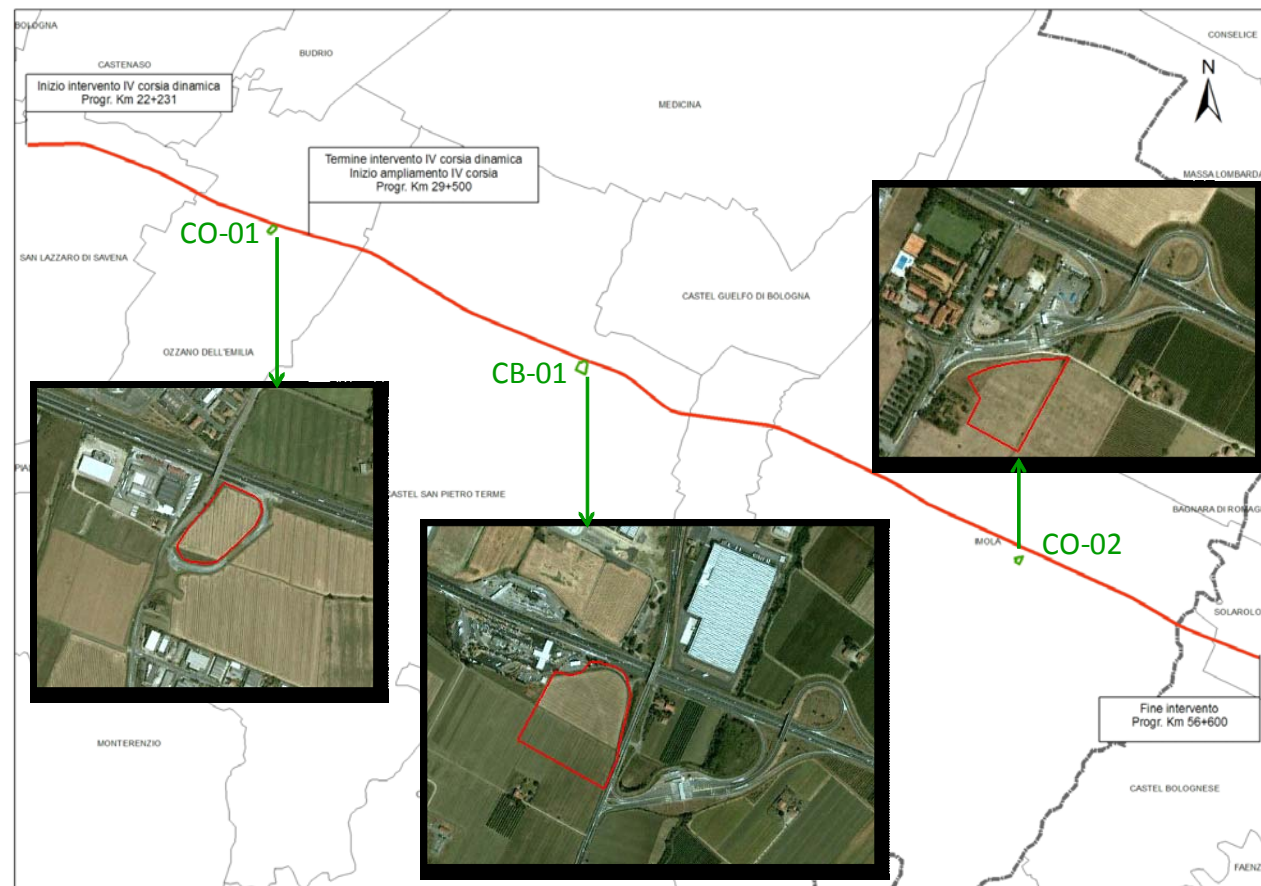 BOLOGNA
CONSELICE
BUDRIO
CASTENASO
Inizio intervento IV corsia dinamica
Progr. Km 22+231
N
MEDICINA
Termine intervento IV corsia dinamica
Inizio ampliamento IV corsia
Progr. Km 29+500
MASSA LOMBARDA
CO-01
SAN LAZZARO DI SAVENA
CASTEL GUELFO DI BOLOGNA
OZZANO DELL'EMILIA
CB-01
PIA
CASTEL SAN PIETRO TERME
BAGNARA DI ROMAG
IMOLA
CO-02
SOLAROLO
Fine intervento
Progr. Km 56+600
MONTERENZIO
CASTEL BOLOGNESE
FAENZ